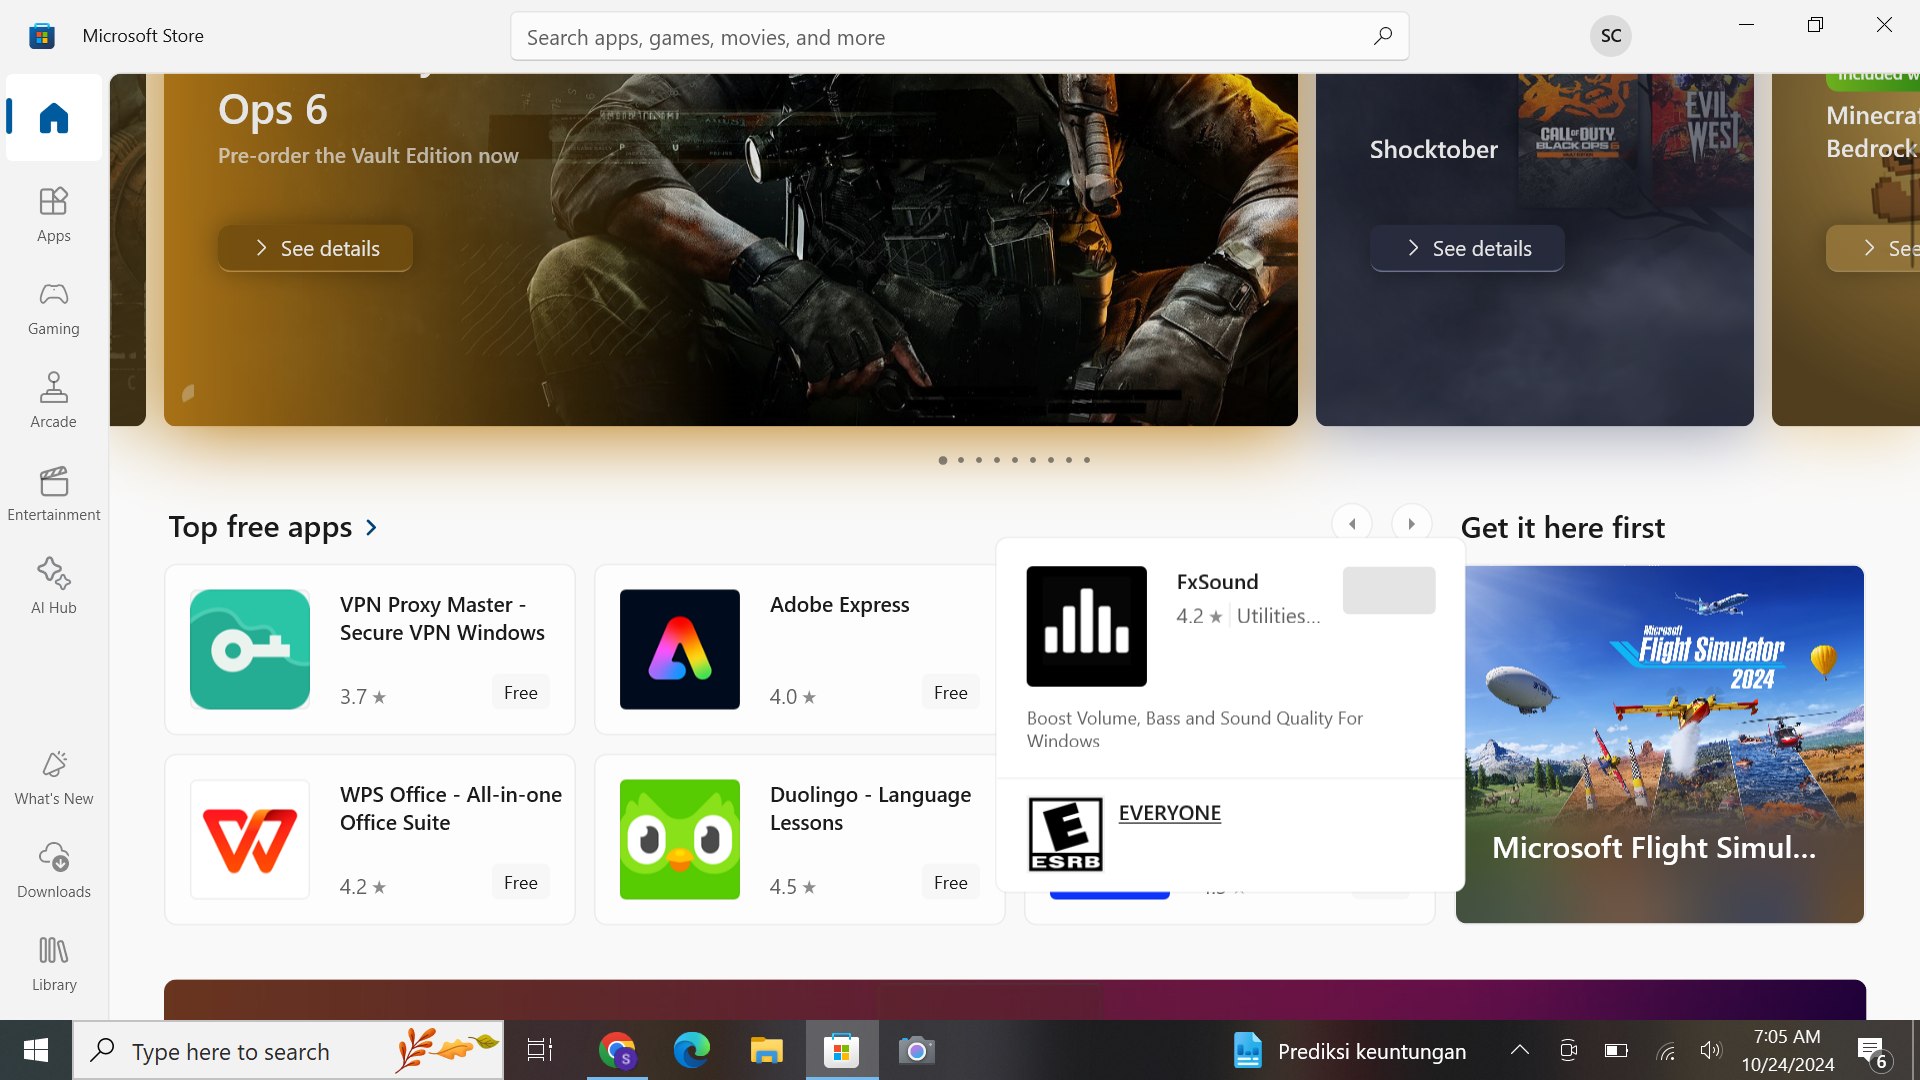 Microsoft Store
Search apps, games, movies, and more
SC
Ops 6
Pre-order the Vault Edition now
See details
Shocktober
CALL OF DUTY
BLACK OPS 6
EVIL
WEST
See details
Included w
Minecraf
Bedrock
See
Apps
Gaming
Arcade
Entertainment
AI Hub
What's New
Downloads
Library
Top free apps
Get it here first
VPN Proxy Master -
Secure VPN Windows
3.7 ★
Free
Adobe Express
4.0 ★
Free
FxSound
4.2 ★ Utilities...
Boost Volume, Bass and Sound Quality For
Windows
E
ESRB
EVERYONE
Microsoft
Flight Simulator
2024
Microsoft Flight Simul...
WPS Office - All-in-one
Office Suite
4.2 ★
Free
Duolingo - Language
Lessons
4.5 ★
Free
Type here to search
S
Prediksi keuntungan
7:05 AM
10/24/2024
6